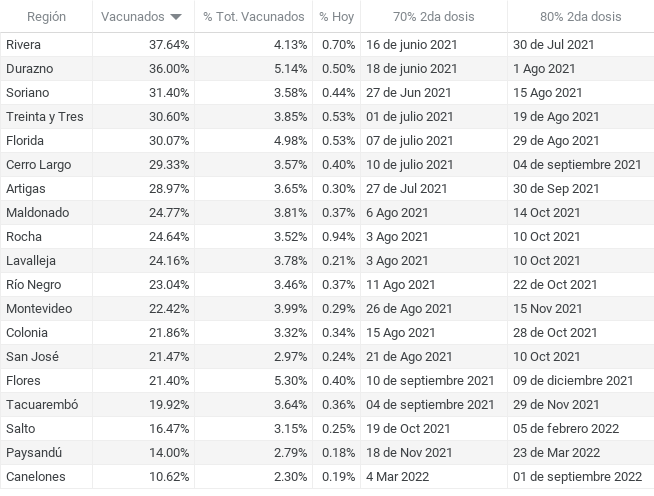 Región Vacunados % Tot. Vacunados % Hoy 70% 2da dosis 80% 2da dosis
Rivera 37.64% 4.13% 0.70% 16 de junio 2021 30 de Jul 2021
Durazno 36.00% 5.14% 0.50% 18 de junio 2021 1 Ago 2021
Soriano 31.40% 3.58% 0.44% 27 de Jun 2021 15 Ago 2021
Treinta y Tres 30.60% 3.85% 0.53% 01 de julio 2021 19 de Ago 2021
Florida 30.07% 4.98% 0.53% 07 de julio 2021 29 de Ago 2021
Cerro Largo 29.33% 3.57% 0.40% 10 de julio 2021 04 de septiembre 2021
Artigas 28.97% 3.65% 0.30% 27 de Jul 2021 30 de Sep 2021
Maldonado 24.77% 3.81% 0.37% 6 Ago 2021 14 Oct 2021
Rocha 24.64% 3.52% 0.94% 3 Ago 2021 10 Oct 2021
Lavalleja 24.16% 3.78% 0.21% 3 Ago 2021 10 Oct 2021
Río Negro 23.04% 3.46% 0.37% 11 Ago 2021 22 de Oct 2021
Montevideo 22.42% 3.99% 0.29% 26 de Ago 2021 15 Nov 2021
Colonia 21.86% 3.32% 0.34% 15 Ago 2021 28 de Oct 2021
San José 21.47% 2.97% 0.24% 21 de Ago 2021 10 Oct 2021
Flores 21.40% 5.30% 0.40% 10 de septiembre 2021 09 de diciembre 2021
Tacuarembó 19.92% 3.64% 0.36% 04 de septiembre 2021 29 de Nov 2021
Salto 16.47% 3.15% 0.25% 19 de Oct 2021 05 de febrero 2022
Paysandú 14.00% 2.79% 0.18% 18 de Nov 2021 23 de Mar 2022
Canelones 10.62% 2.30% 0.19% 4 Mar 2022 01 de septiembre 2022